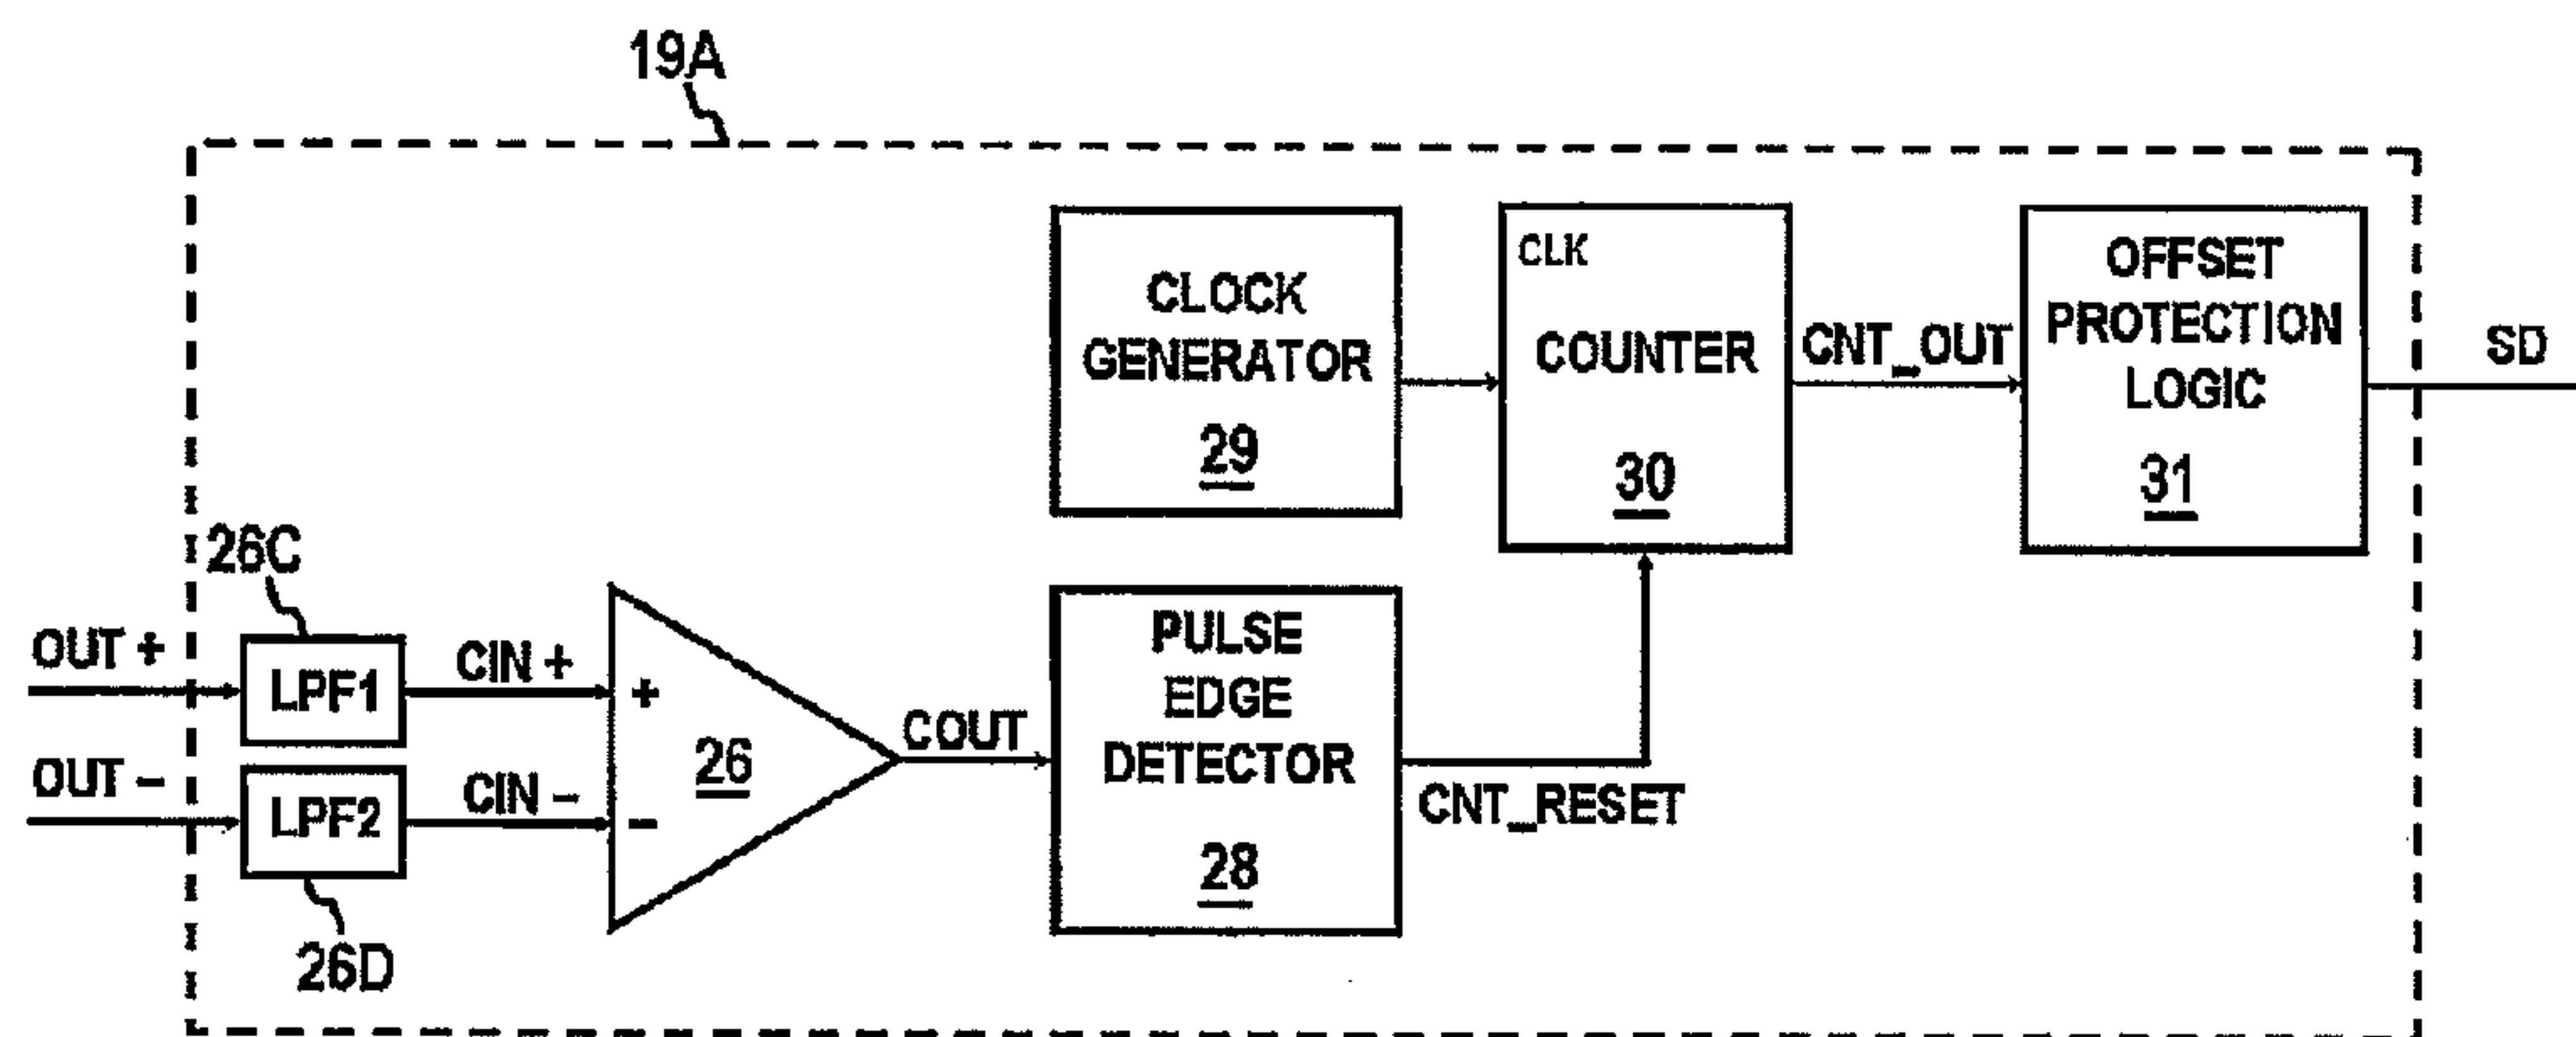 19A
CLOCK
GENERATOR
29
CLK
COUNTER
30
CNT_OUT
OFFSET
PROTECTION
LOGIC
31
SD
26C
OUT +
LPF1
CIN +
+
OUT -
LPF2
CIN -
-
26
COUT
PULSE
EDGE
DETECTOR
28
CNT_RESET
26D